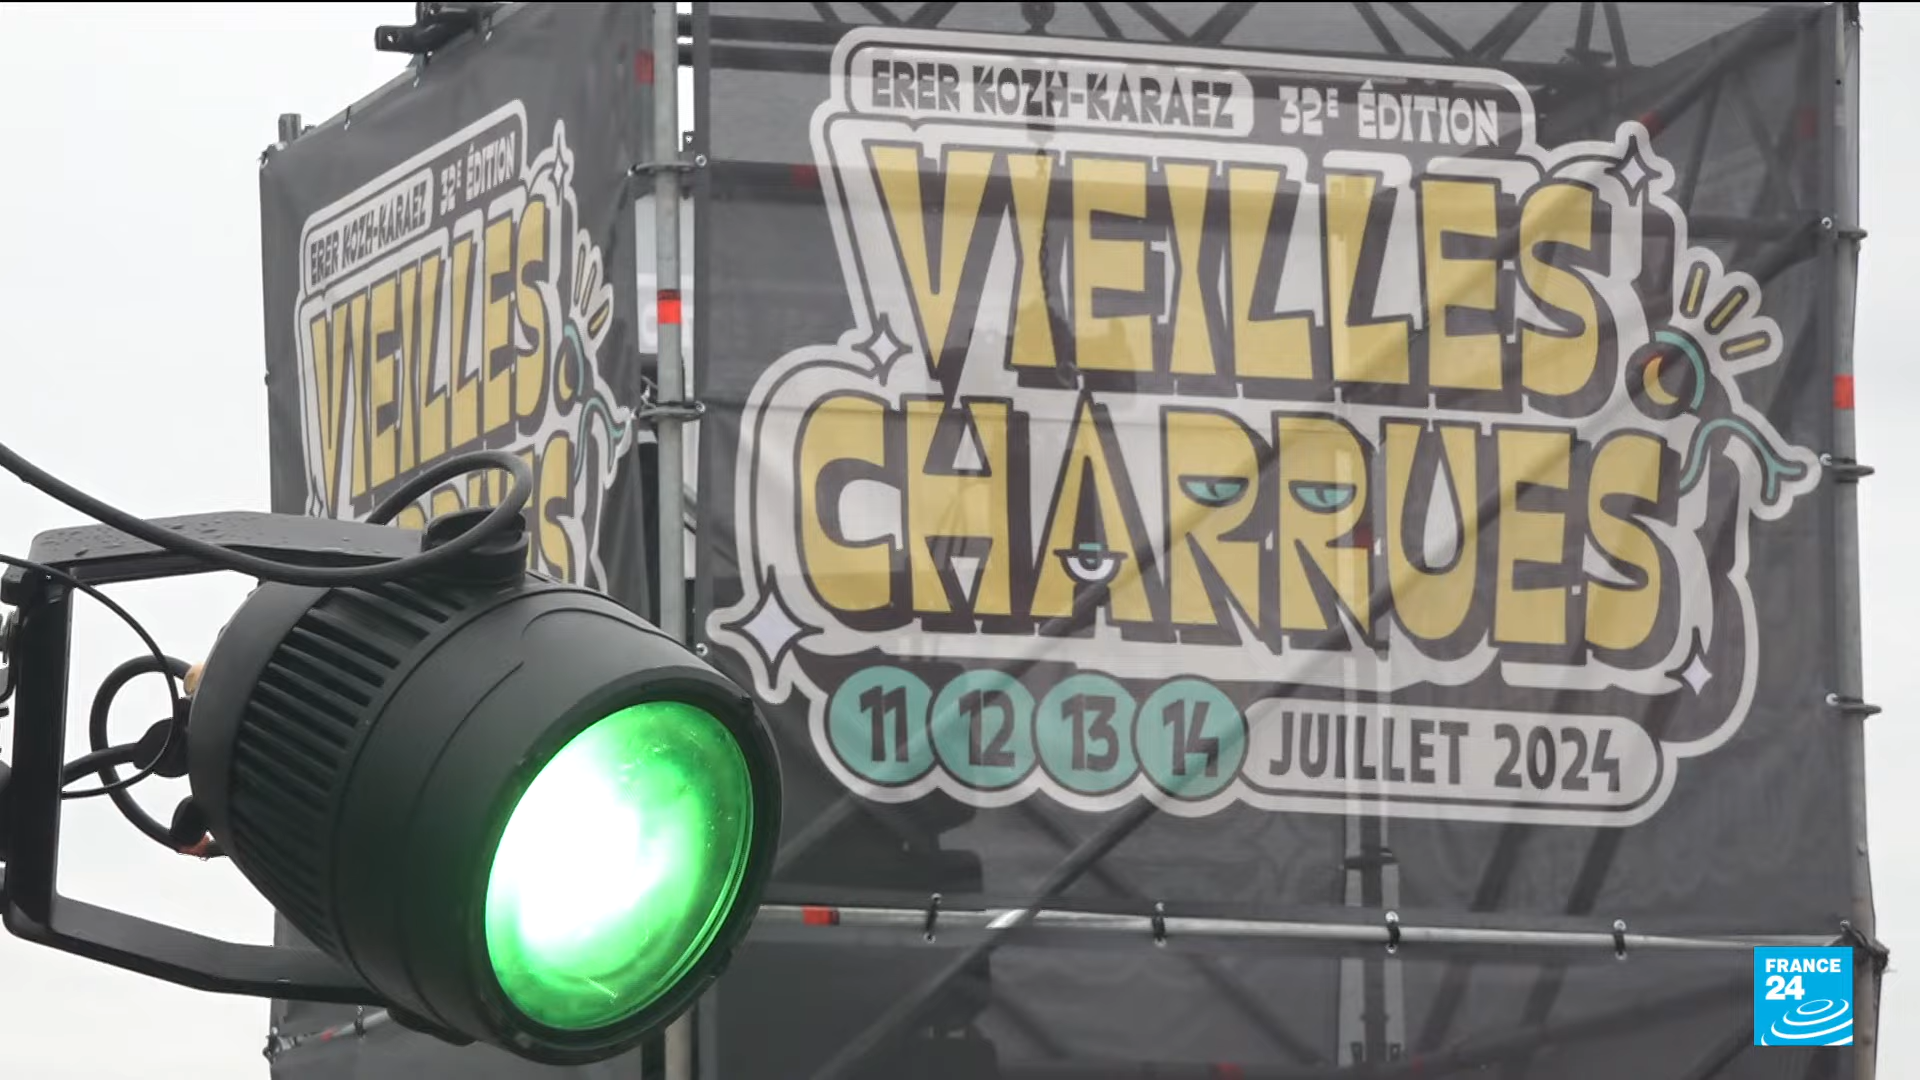 ERER KOZH-KARAEZ 32E ÉDITION
VIEILLES
CHARRUES
11 12 13 14 JUILLET 2024
ERER KOZH-KARAEZ 32E ÉDITION
VIEILLES
FRANCE
24